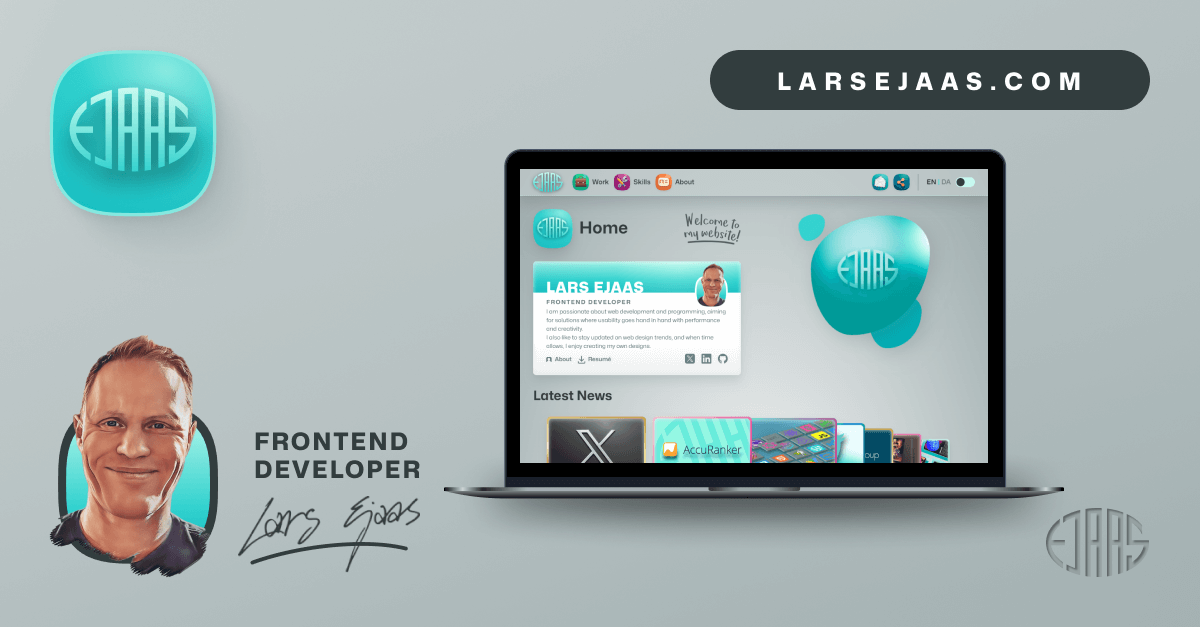 EJAAS
LARSEJAAS.COM
EJAAS
Work
Skills
me
About
EN | DA
EJAAS
Home
Welcome to
my website!
EJAAS
LARS EJAAS
FRONTEND DEVELOPER
I am passionate about web development and programming, aiming
for solutions where usability goes hand in hand with performance
and creativity.
I also like to stay updated on web design trends, and when time
allows, I enjoy creating my own designs.
About
Resumé
Latest News
AccuRanker
oup
FRONTEND
DEVELOPER
Lars Ejaas
EJAAS